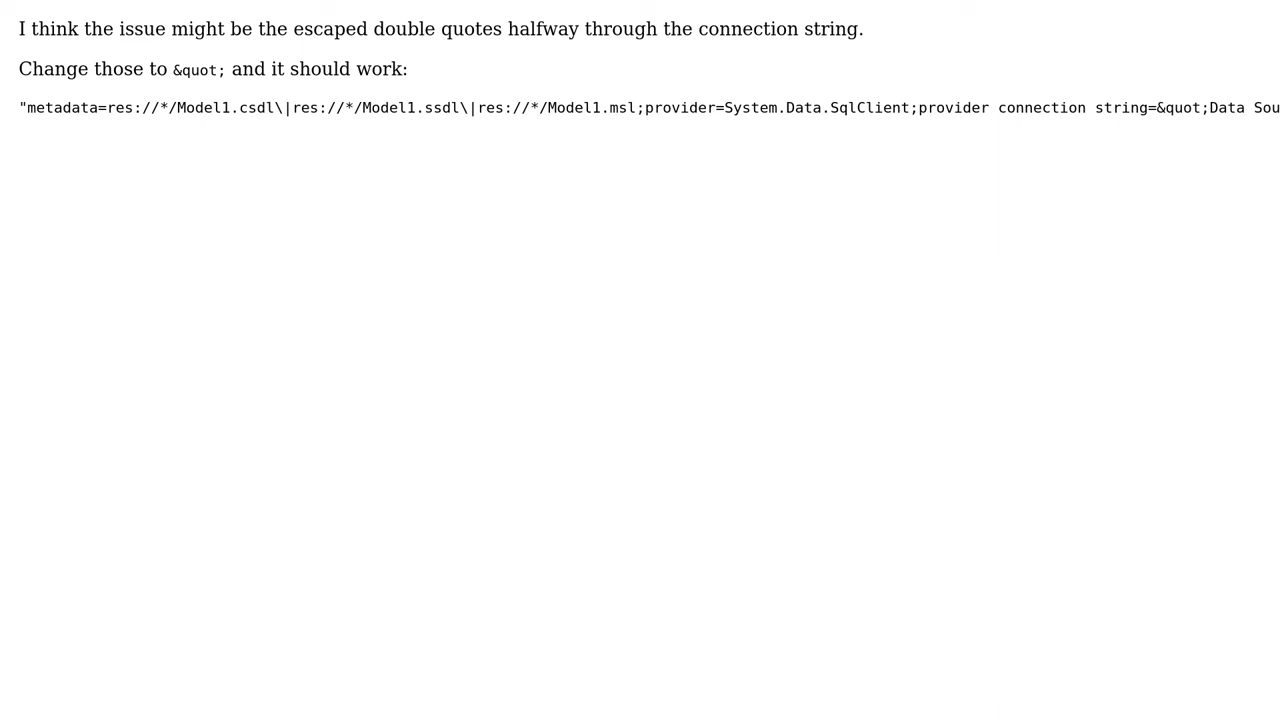 I think the issue might be the escaped double quotes halfway through the connection string.
Change those to &quot; and it should work:
"metadata=res://*/Model1.csdl\|res://*/Model1.ssdl\|res://*/Model1.msl;provider=System.Data.SqlClient;provider connection string=&quot;Data Sou